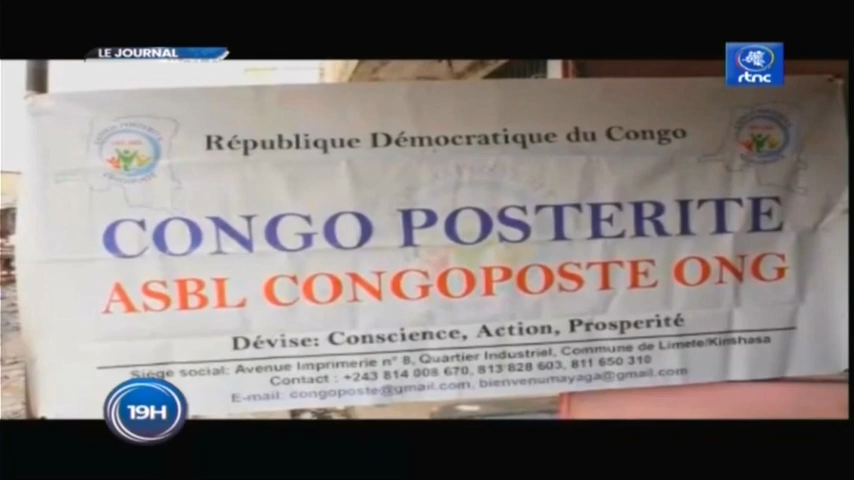 LE JOURNAL
rtnc
République Démocratique du Congo
CONGO POSTERITE
ASBL CONGOPOSTE ONG
Dévise: Conscience, Action, Prosperité
Siège social: Avenue Imprimerie n° 8, Quartier Industriel, Commune de Limete/Kinshasa
Contact : +243 814 008 670, 813 828 603, 811 650 310
E-mail: congoposte@gmail.com, bienvenumayaga@gmail.com
19H